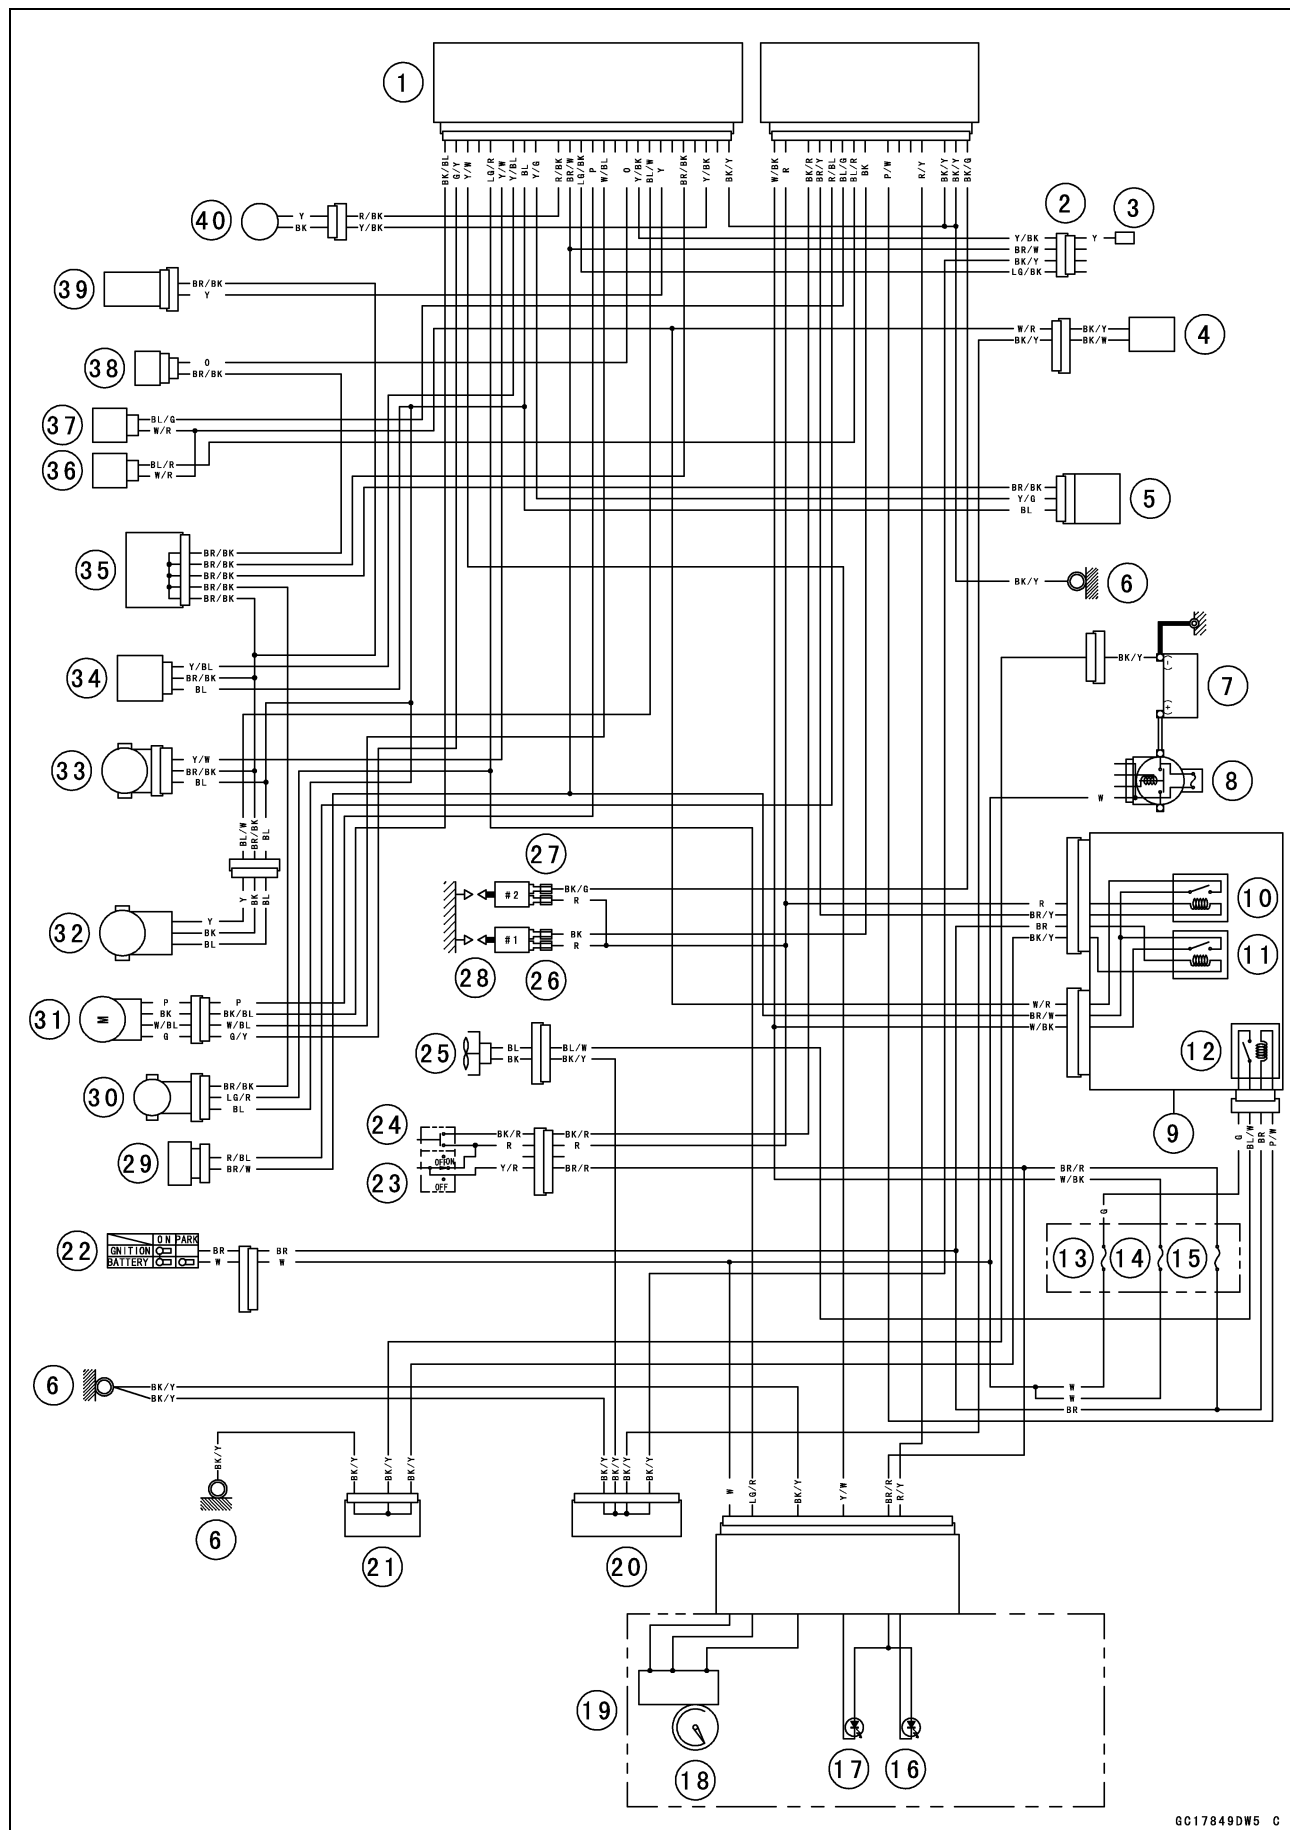 1
BK/BL G/Y Y/W LG/R Y/W Y/BL BL Y/G R/BK BR/W LG/BK P W/BL O Y/BK BL/W Y BR/BK Y/BK BK/Y
W/BK R BK/R BR/Y R/BL BL/G BL/R BK P/W R/Y BK/Y BK/Y BK/G
40 Y R/BK
BK Y/BK
2 3
Y/BK Y
BR/W
BK/Y
LG/BK
39 BR/BK
Y
W/R BK/Y 4
BK/Y BK/W
38 O
BR/BK
37 BL/G
W/R
36 BL/R
W/R
BR/BK 5
Y/G
BL
35 BR/BK
BR/BK
BR/BK
BR/BK
BR/BK
BK/Y 6
34 Y/BL
BR/BK
BL
BK/Y (-) 7
(+)
33 Y/W
BR/BK
BL
W 8
BL/W BR/BK BL
27
#2 BK/G
R
Y BK BL
32 Y
BK
BL
#1 BK
R
28 26
R 10
BR/Y
BR
BK/Y 11
31 M P P
BK BK/BL
W/BL W/BL
G G/Y
W/R
BR/W
W/BK
25 BL BL/W
BK BK/Y
12
30 BR/BK
LG/R
BL
9
G BL/W BR P/W
24 BK/R BK/R
R R
29 R/BL
BR/W
23 OFF ON Y/R BR/R
OFF
BR/R
W/BK
G
22 ON PARK
GNITION BR BR
BATTERY W W
13 14 15
6 BK/Y
BK/Y
W
W
BR
BK/Y
6
BK/Y BK/Y BK/Y
21
BK/Y BK/Y BK/Y BK/Y
20
W LG/R BK/Y Y/W BR/R R/Y
19
18 17 16
GC17849DW5 C